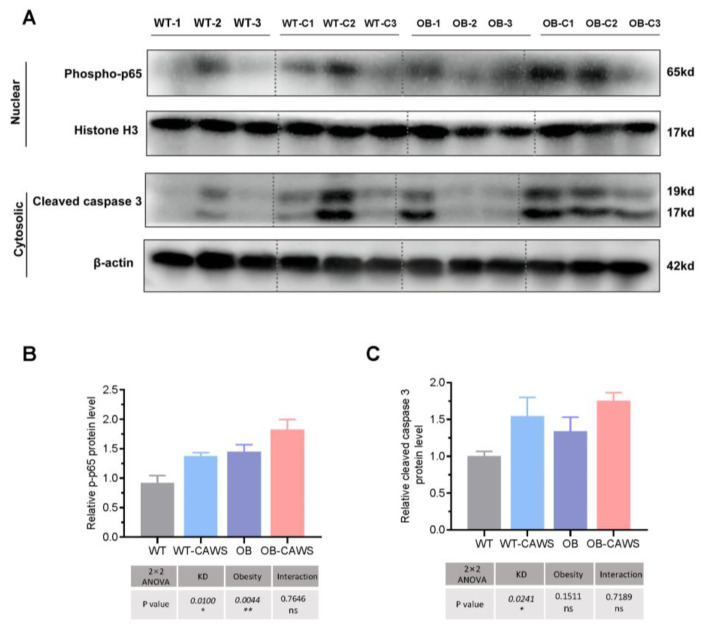 A
WT-1 WT-2 WT-3 WT-C1 WT-C2 WT-C3 OB-1 OB-2 OB-3 OB-C1 OB-C2 OB-C3
Nuclear
Phospho-p65 65kd
Histone H3 17kd
Cytosolic
Cleaved caspase 3 19kd
17kd
β-actin 42kd
B
Relative p-p65 protein level
2.5
2.0
1.5
1.0
0.5
0.0
WT WT-CAWS OB OB-CAWS
2×2 ANOVA KD Obesity Interaction
P value 0.0100 0.0044 0.7646
* ** ns
C
Relative cleaved caspase 3
protein level
2.0
1.5
1.0
0.5
0.0
WT WT-CAWS OB OB-CAWS
2×2 ANOVA KD Obesity Interaction
P value 0.0241 0.1511 0.7189
* ns ns